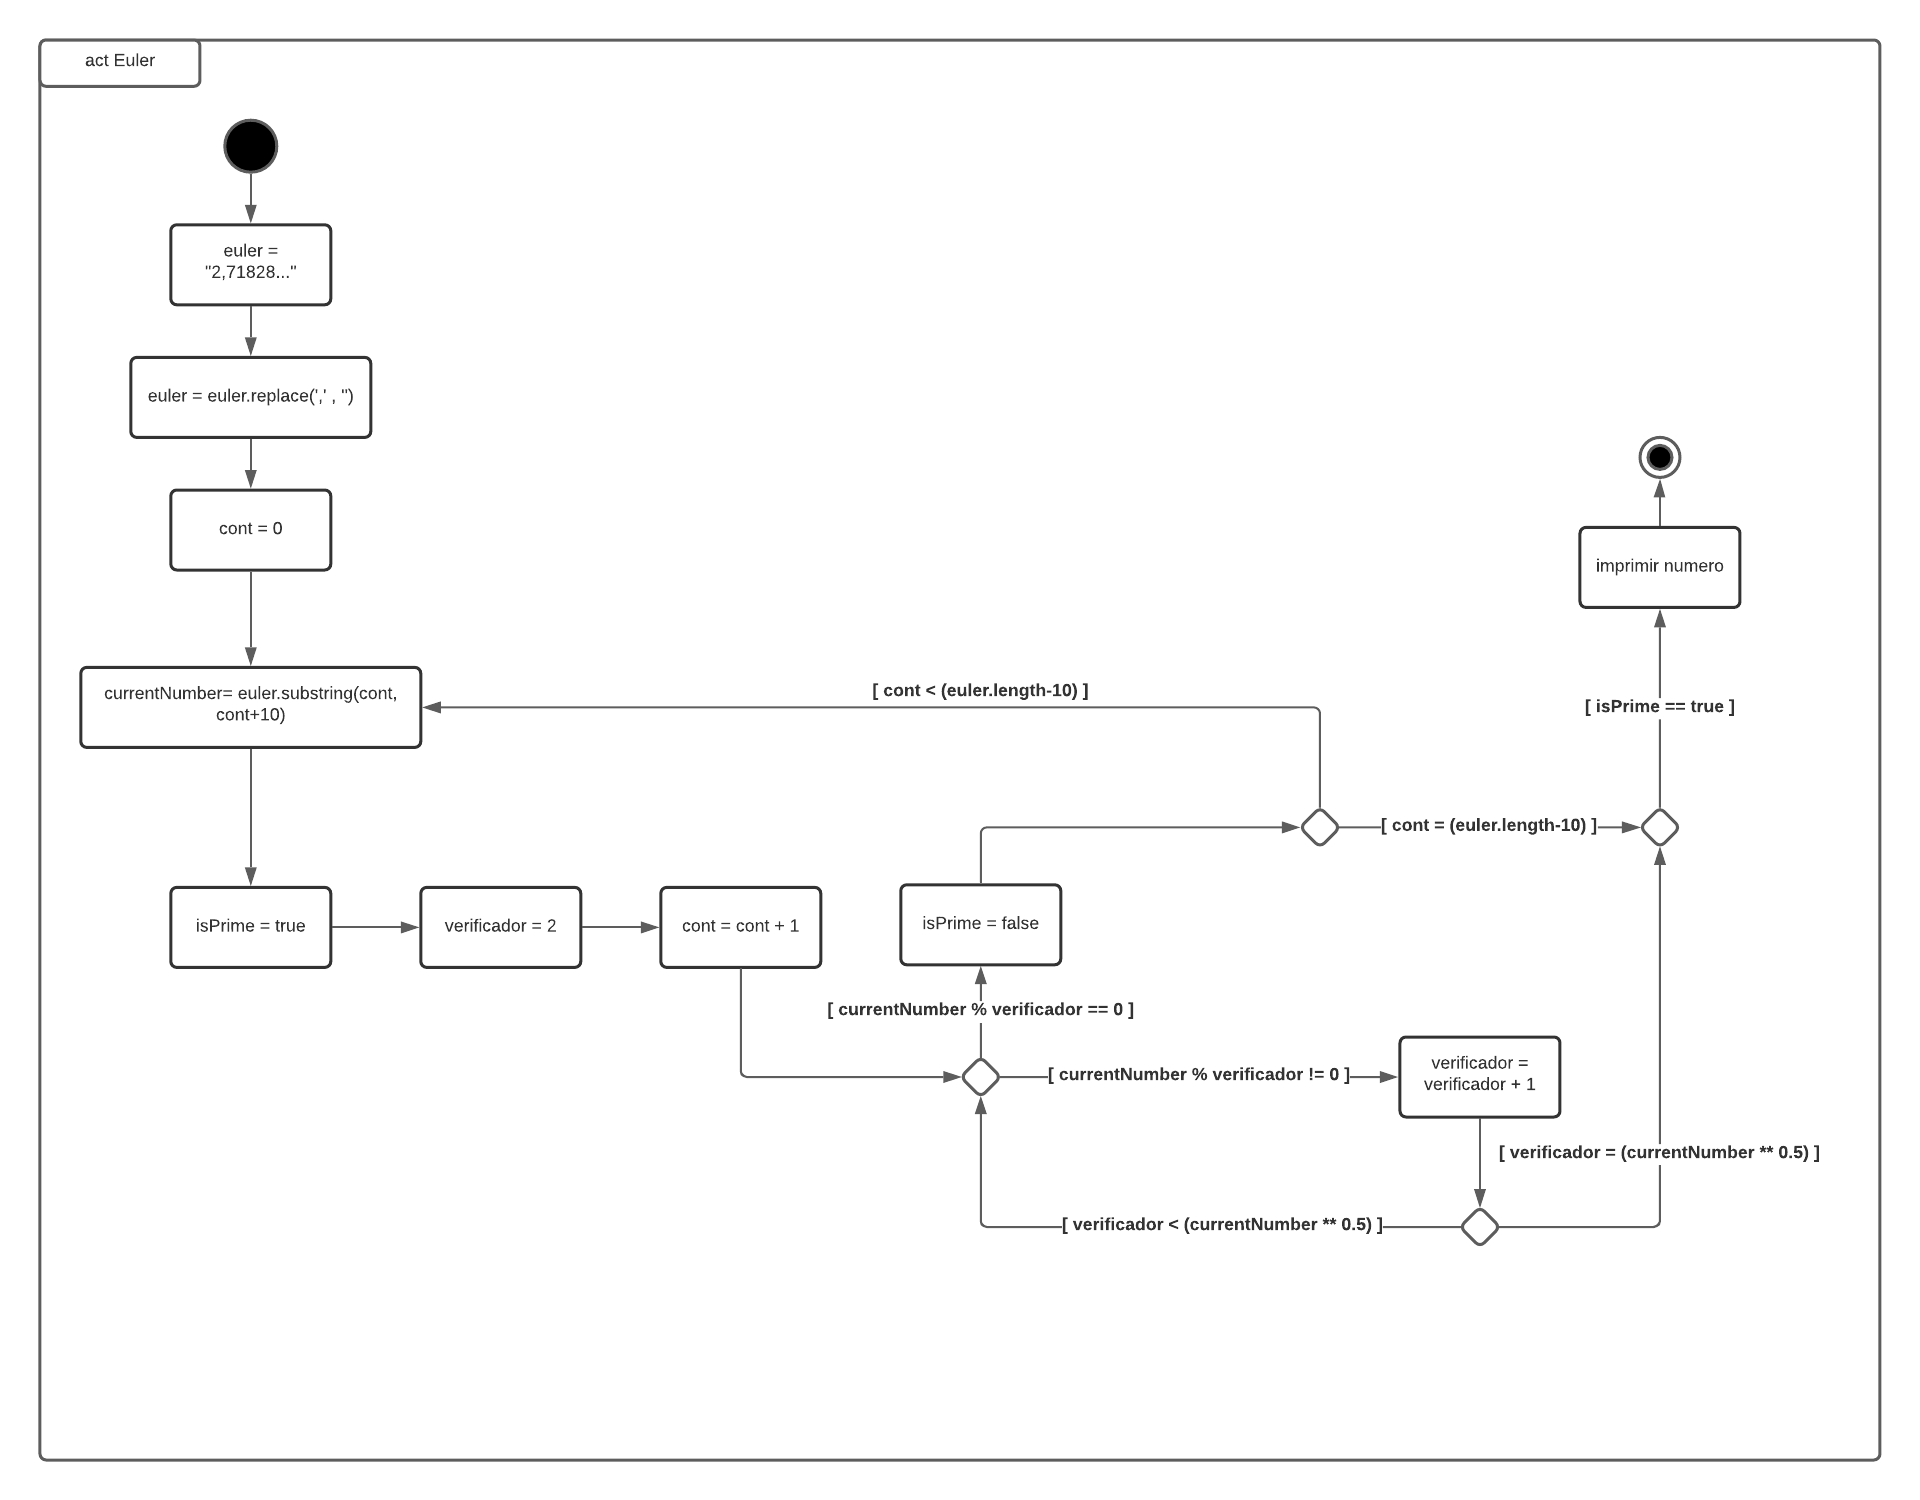 act Euler
euler =
"2,71828..."
euler = euler.replace(',' , '')
cont = 0
imprimir numero
currentNumber= euler.substring(cont,
cont+10)
[ cont < (euler.length-10) ]
[ isPrime == true ]
[ cont = (euler.length-10) ]
isPrime = true
verificador = 2
cont = cont + 1
isPrime = false
[ currentNumber % verificador == 0 ]
[ currentNumber % verificador != 0 ]
verificador =
verificador + 1
[ verificador = (currentNumber ** 0.5) ]
[ verificador < (currentNumber ** 0.5) ]